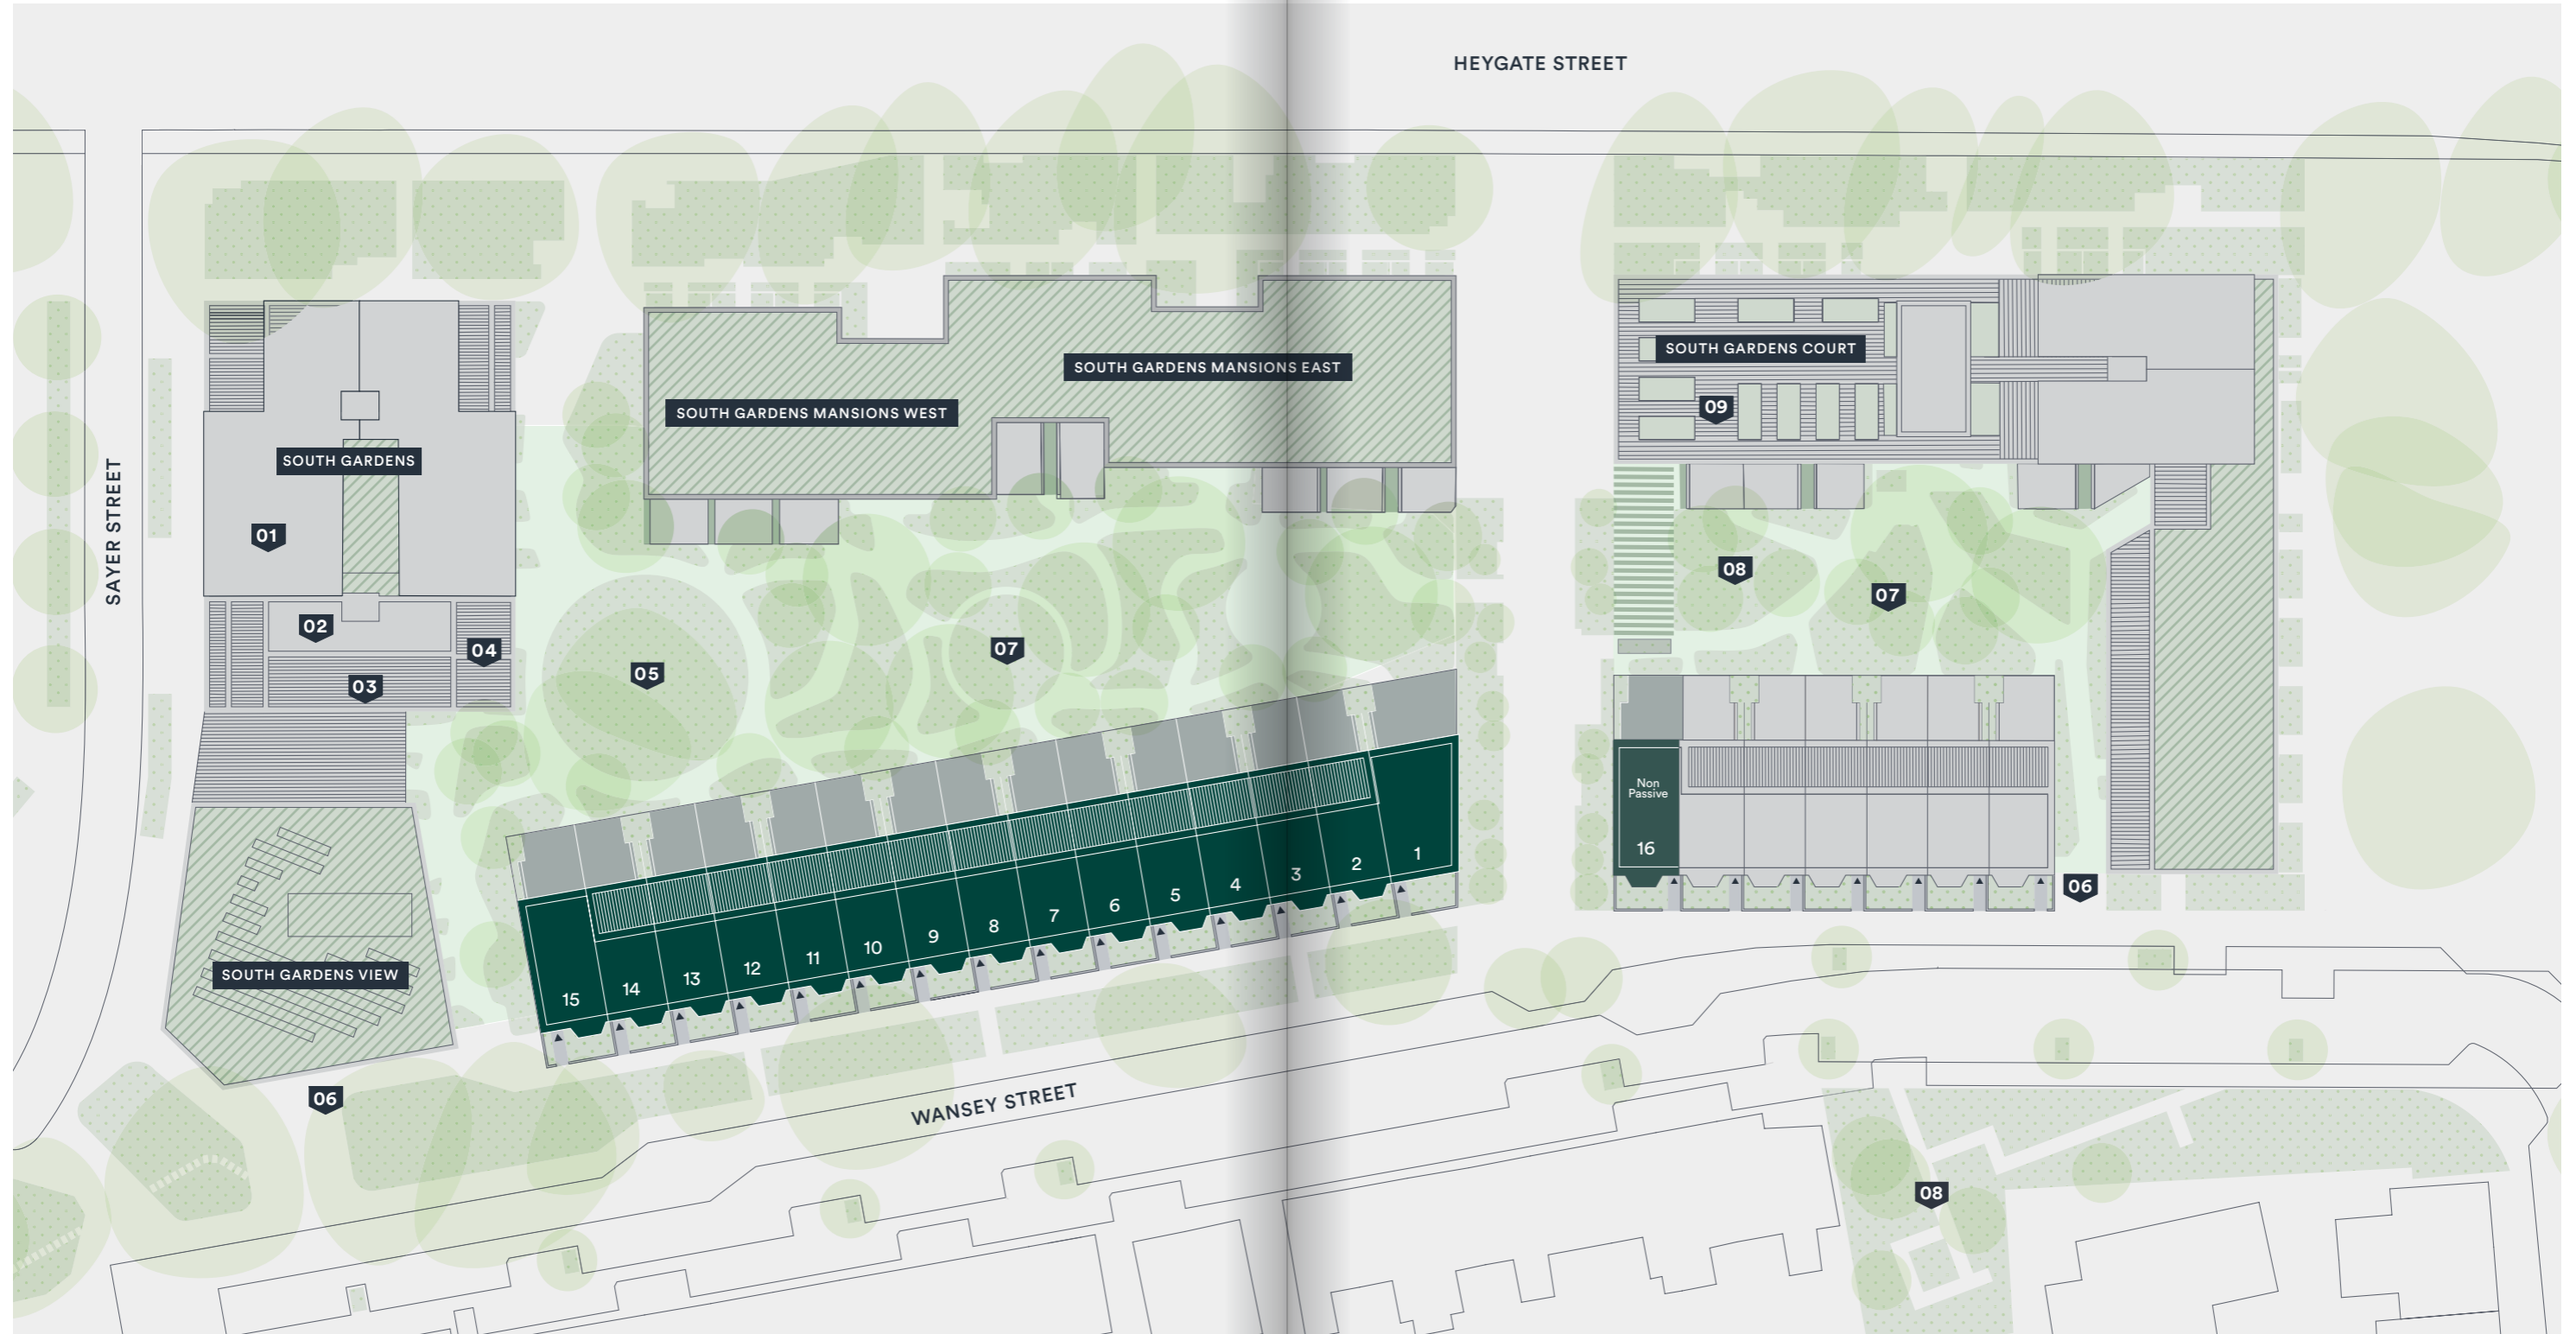 HEYGATE STREET
SOUTH GARDENS COURT
SOUTH GARDENS MANSIONS EAST
SOUTH GARDENS MANSIONS WEST
09
SOUTH GARDENS
SAYER STREET
01
08
07
02
04
07
03
05
Non
Passive
16
1
2
3
4
5
6
7
8
9
10
11
12
13
14
15
06
SOUTH GARDENS VIEW
06
WANSEY STREET
08